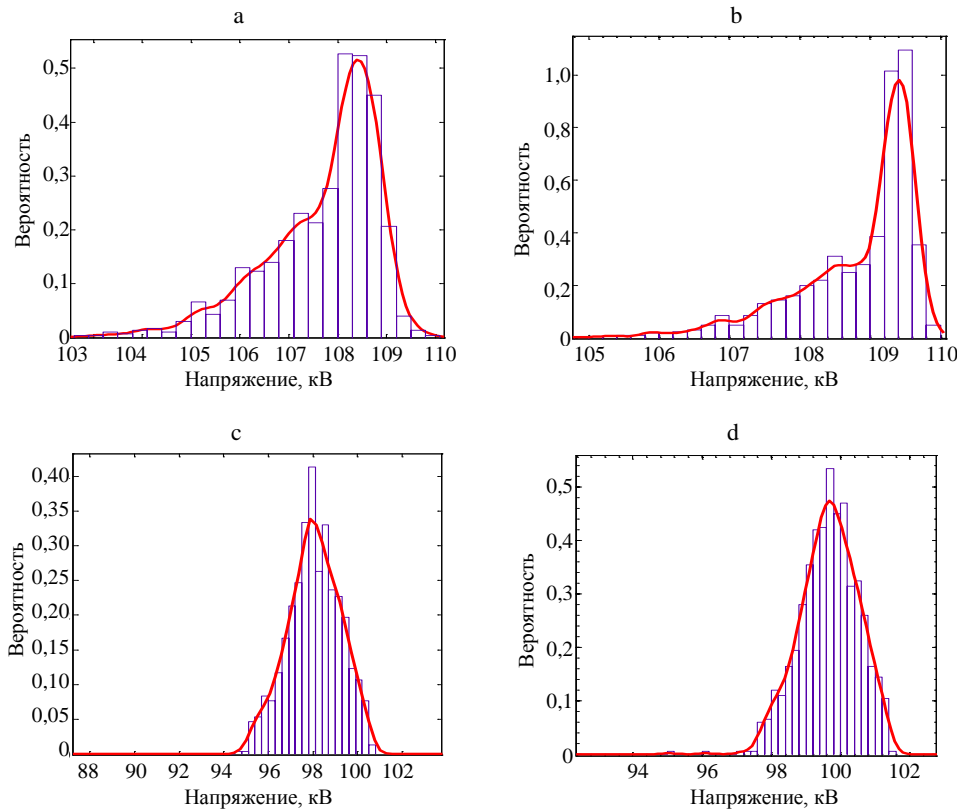 a
Вероятность
0,5
0,4
0,3
0,2
0,1
0
103 104 105 106 107 108 109 110
Напряжение, кВ
b
Вероятность
1,0
0,8
0,6
0,4
0,2
0
105 106 107 108 109 110
Напряжение, кВ
c
Вероятность
0,40
0,35
0,30
0,25
0,20
0,15
0,10
0,05
0
88 90 92 94 96 98 100 102
Напряжение, кВ
d
Вероятность
0,5
0,4
0,3
0,2
0,1
0
94 96 98 100 102
Напряжение, кВ